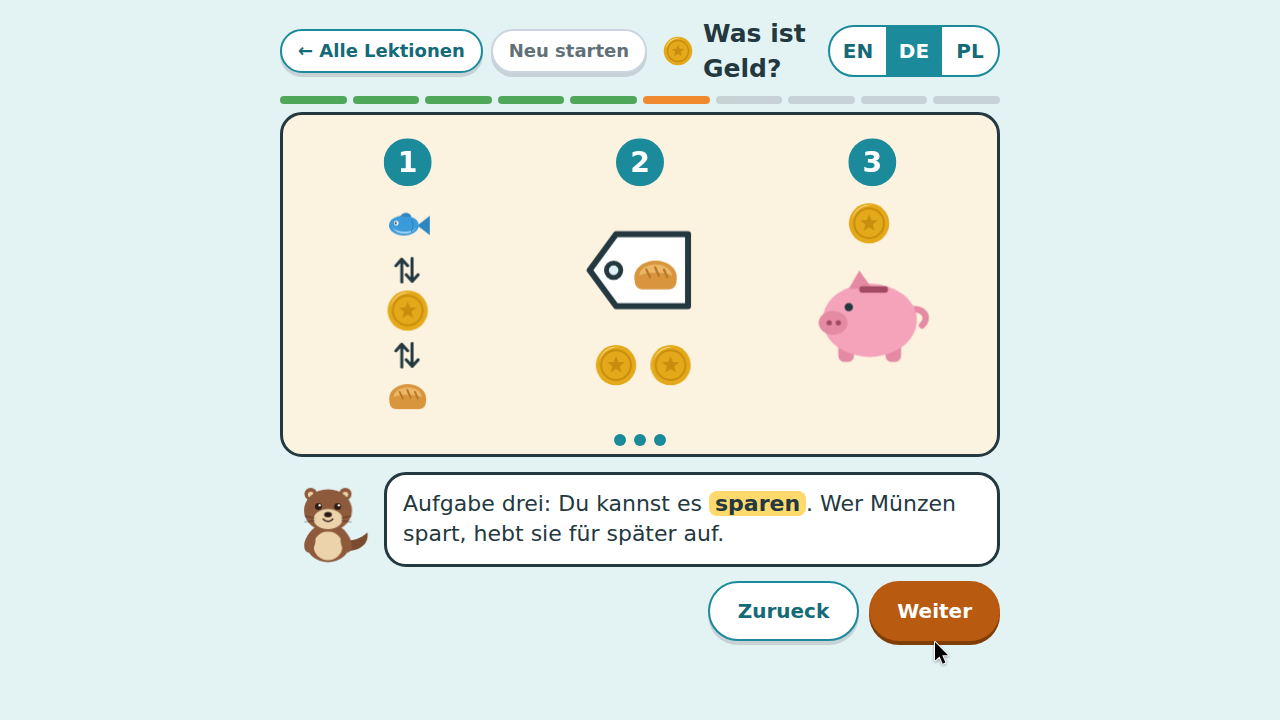 ← Alle Lektionen
Neu starten
Was ist
Geld?
EN DE PL
1 2 3
Aufgabe drei: Du kannst es sparen. Wer Münzen
spart, hebt sie für später auf.
Zurueck
Weiter